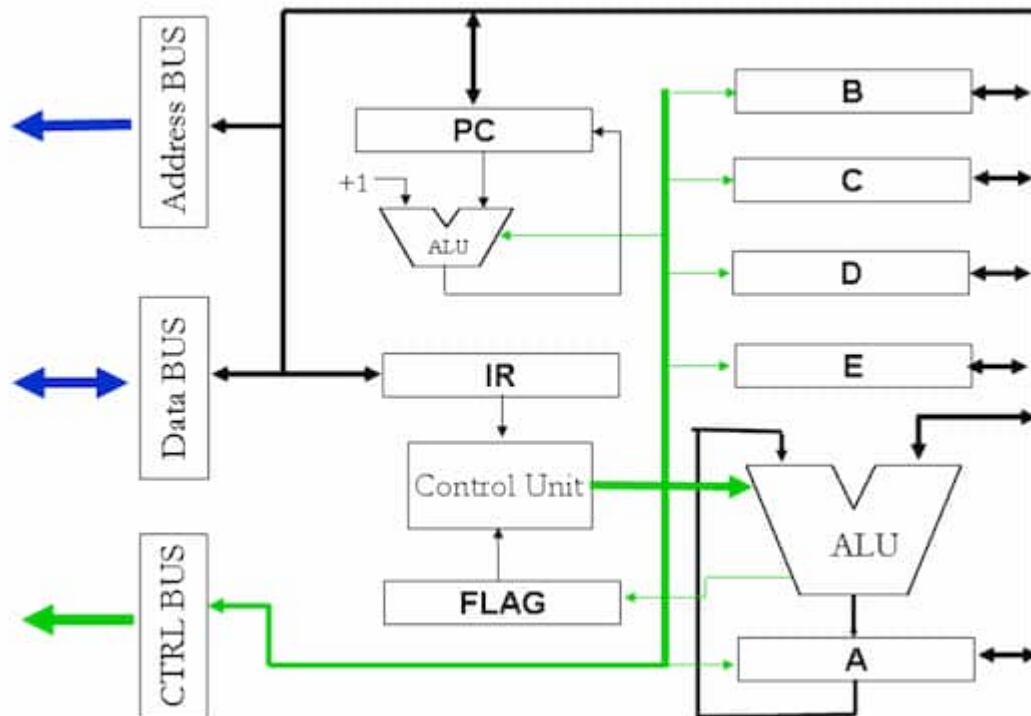 Address BUS
PC
+1
ALU
B
C
D
E
Data BUS
IR
Control Unit
FLAG
CTRL BUS
ALU
A